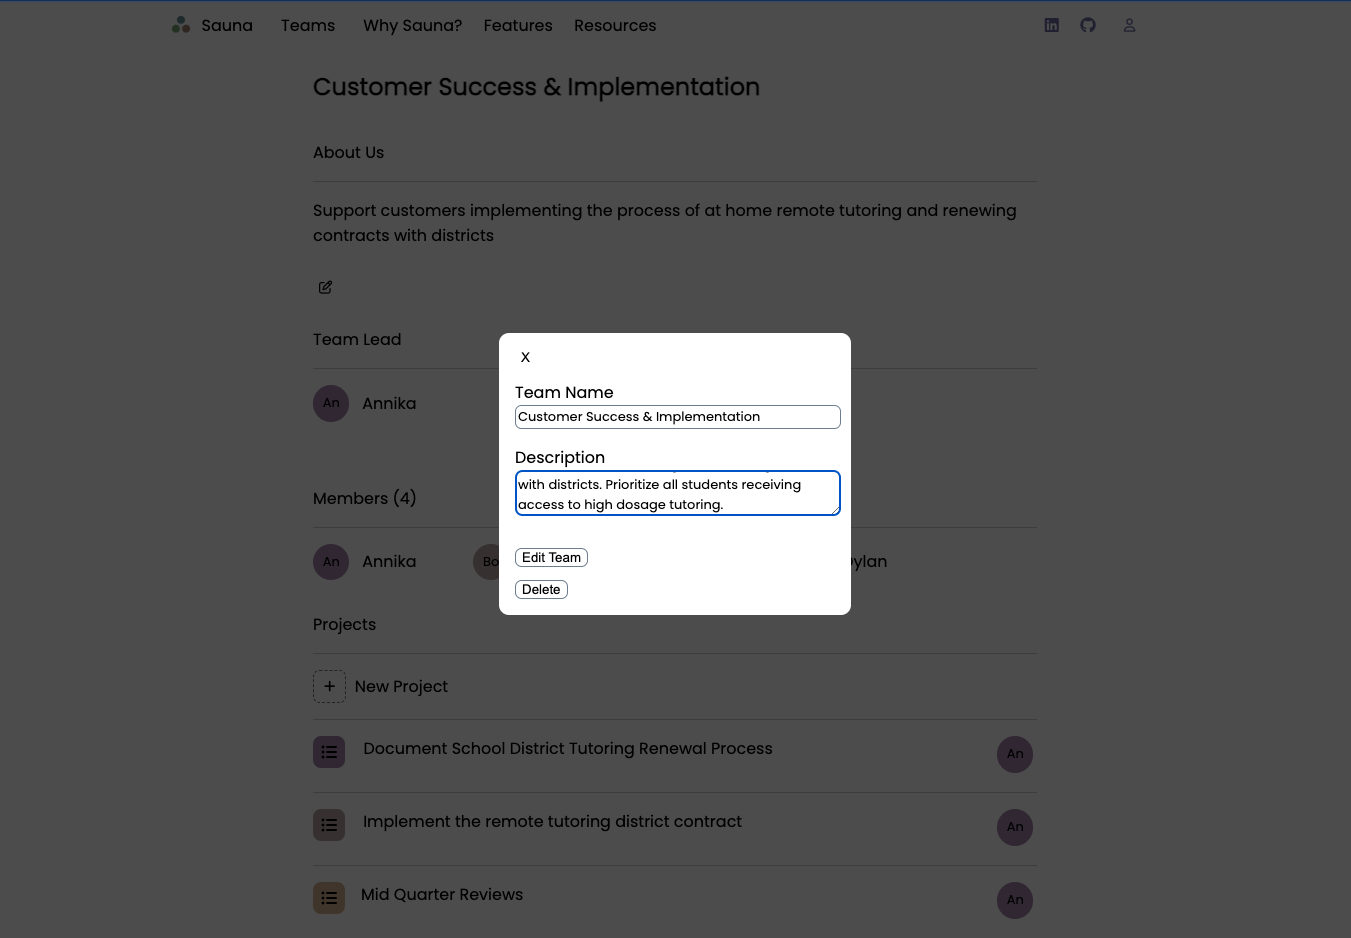 Sauna Teams Why Sauna? Features Resources
Customer Success & Implementation
About Us
Support customers implementing the process of at home remote tutoring and renewing
contracts with districts
Team Lead
An Annika
X
Team Name
Customer Success & Implementation
Description
with districts. Prioritize all students receiving
access to high dosage tutoring.
Edit Team
Delete
Members (4)
An Annika Bo ylan
Projects
+ New Project
Document School District Tutoring Renewal Process An
Implement the remote tutoring district contract An
Mid Quarter Reviews An